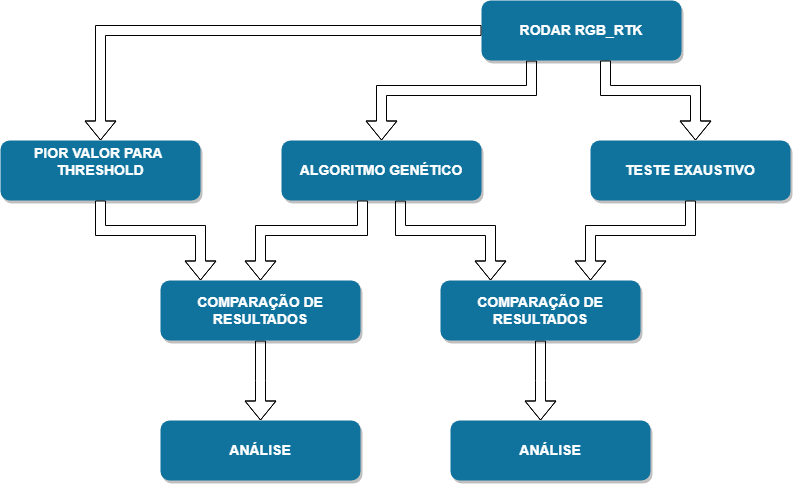 RODAR RGB_RTK
PIOR VALOR PARA
THRESHOLD
ALGORITMO GENÉTICO
TESTE EXAUSTIVO
COMPARAÇÃO DE
RESULTADOS
COMPARAÇÃO DE
RESULTADOS
ANÁLISE
ANÁLISE